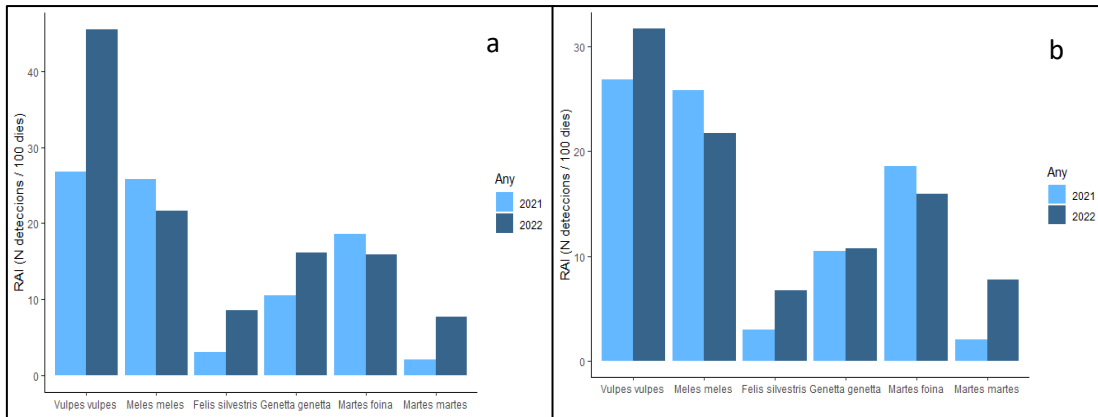 a
RAI (N deteccions / 100 dies)
40
30
20
10
0
Vulpes vulpes Meles meles Felis silvestris Genetta genetta Martes foina Martes martes
Any
2021
2022
b
RAI (N deteccions / 100 dies)
30
20
10
0
Vulpes vulpes Meles meles Felis silvestris Genetta genetta Martes foina Martes martes
Any
2021
2022